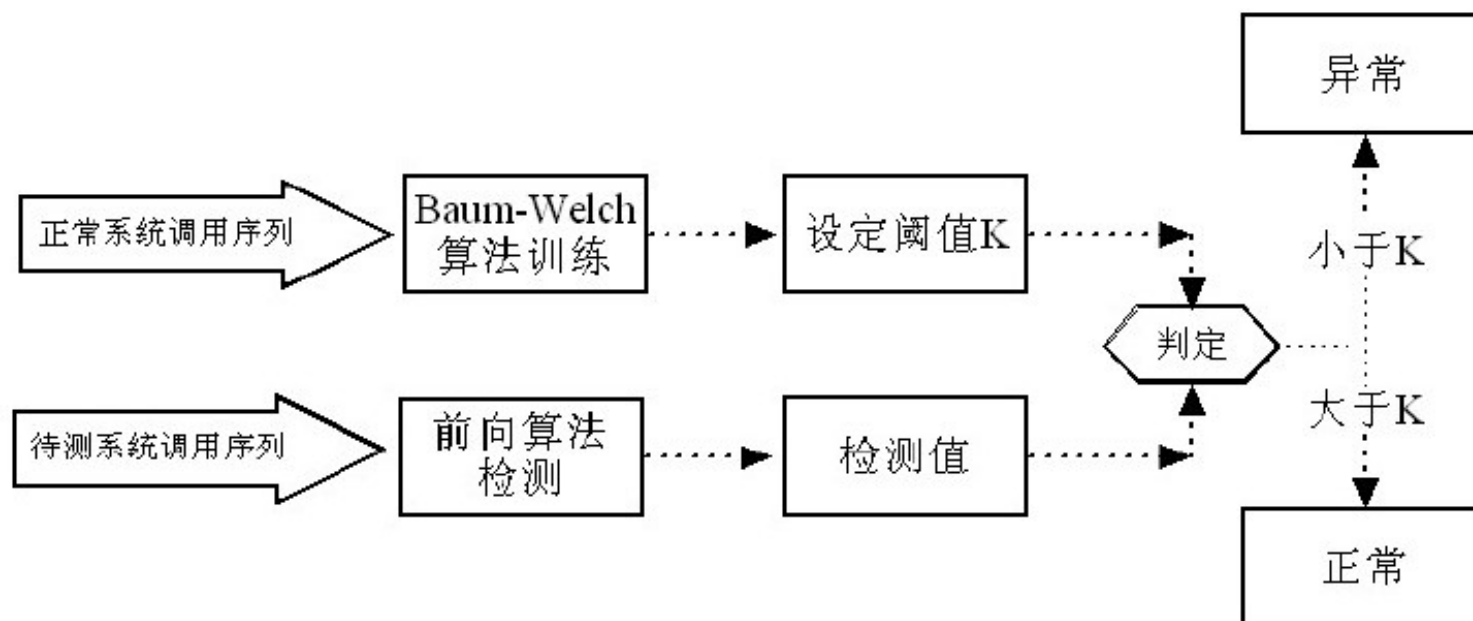 异常
正常系统调用序列
Baum-Welch
算法训练
设定阈值K
小于K
判定
待测系统调用序列
前向算法
检测
检测值
大于K
正常